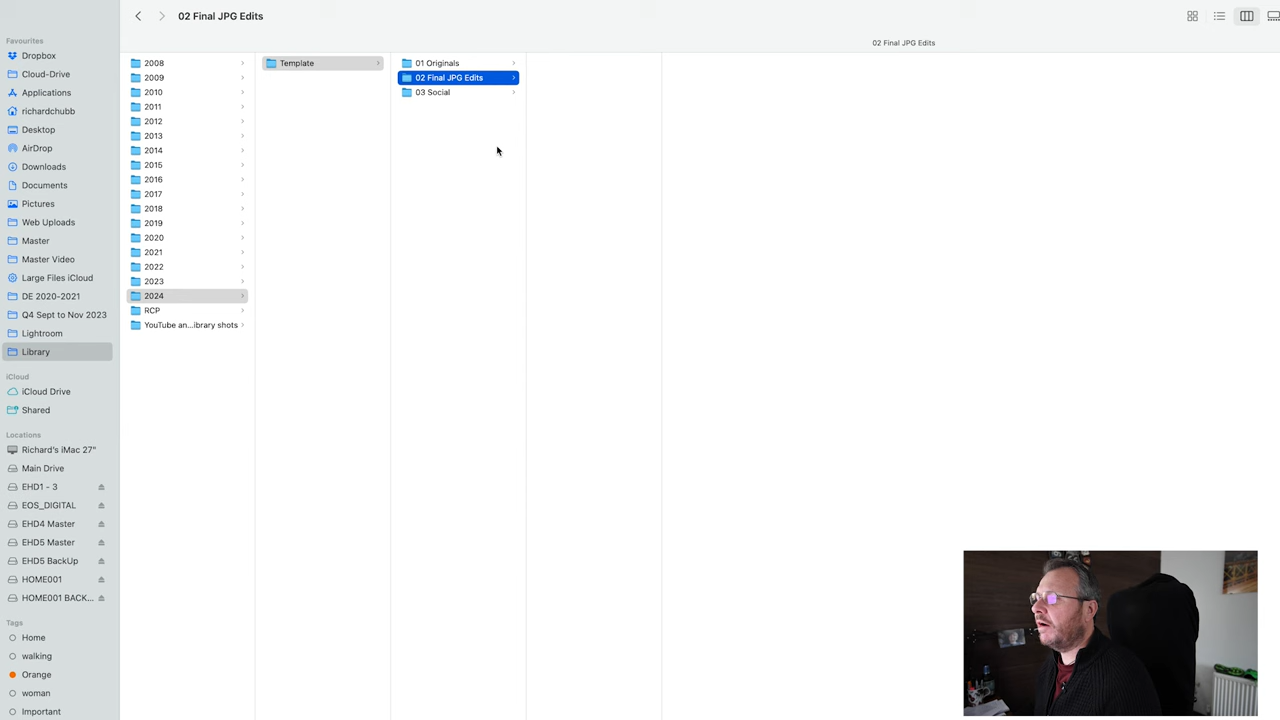 02 Final JPG Edits
02 Final JPG Edits
Favourites
Dropbox
Cloud-Drive
Applications
richardchubb
Desktop
AirDrop
Downloads
Documents
Pictures
Web Uploads
Master
Master Video
Large Files iCloud
DE 2020-2021
Q4 Sept to Nov 2023
Lightroom
Library
iCloud
iCloud Drive
Shared
Locations
Richard's iMac 27"
Main Drive
EHD1 - 3
EOS_DIGITAL
EHD4 Master
EHD5 Master
EHD5 BackUp
HOME001
HOME001 BACK...
Tags
Home
walking
Orange
woman
Important
2008
2009
2010
2011
2012
2013
2014
2015
2016
2017
2018
2019
2020
2021
2022
2023
2024
RCP
YouTube an...ibrary shots
Template
01 Originals
02 Final JPG Edits
03 Social